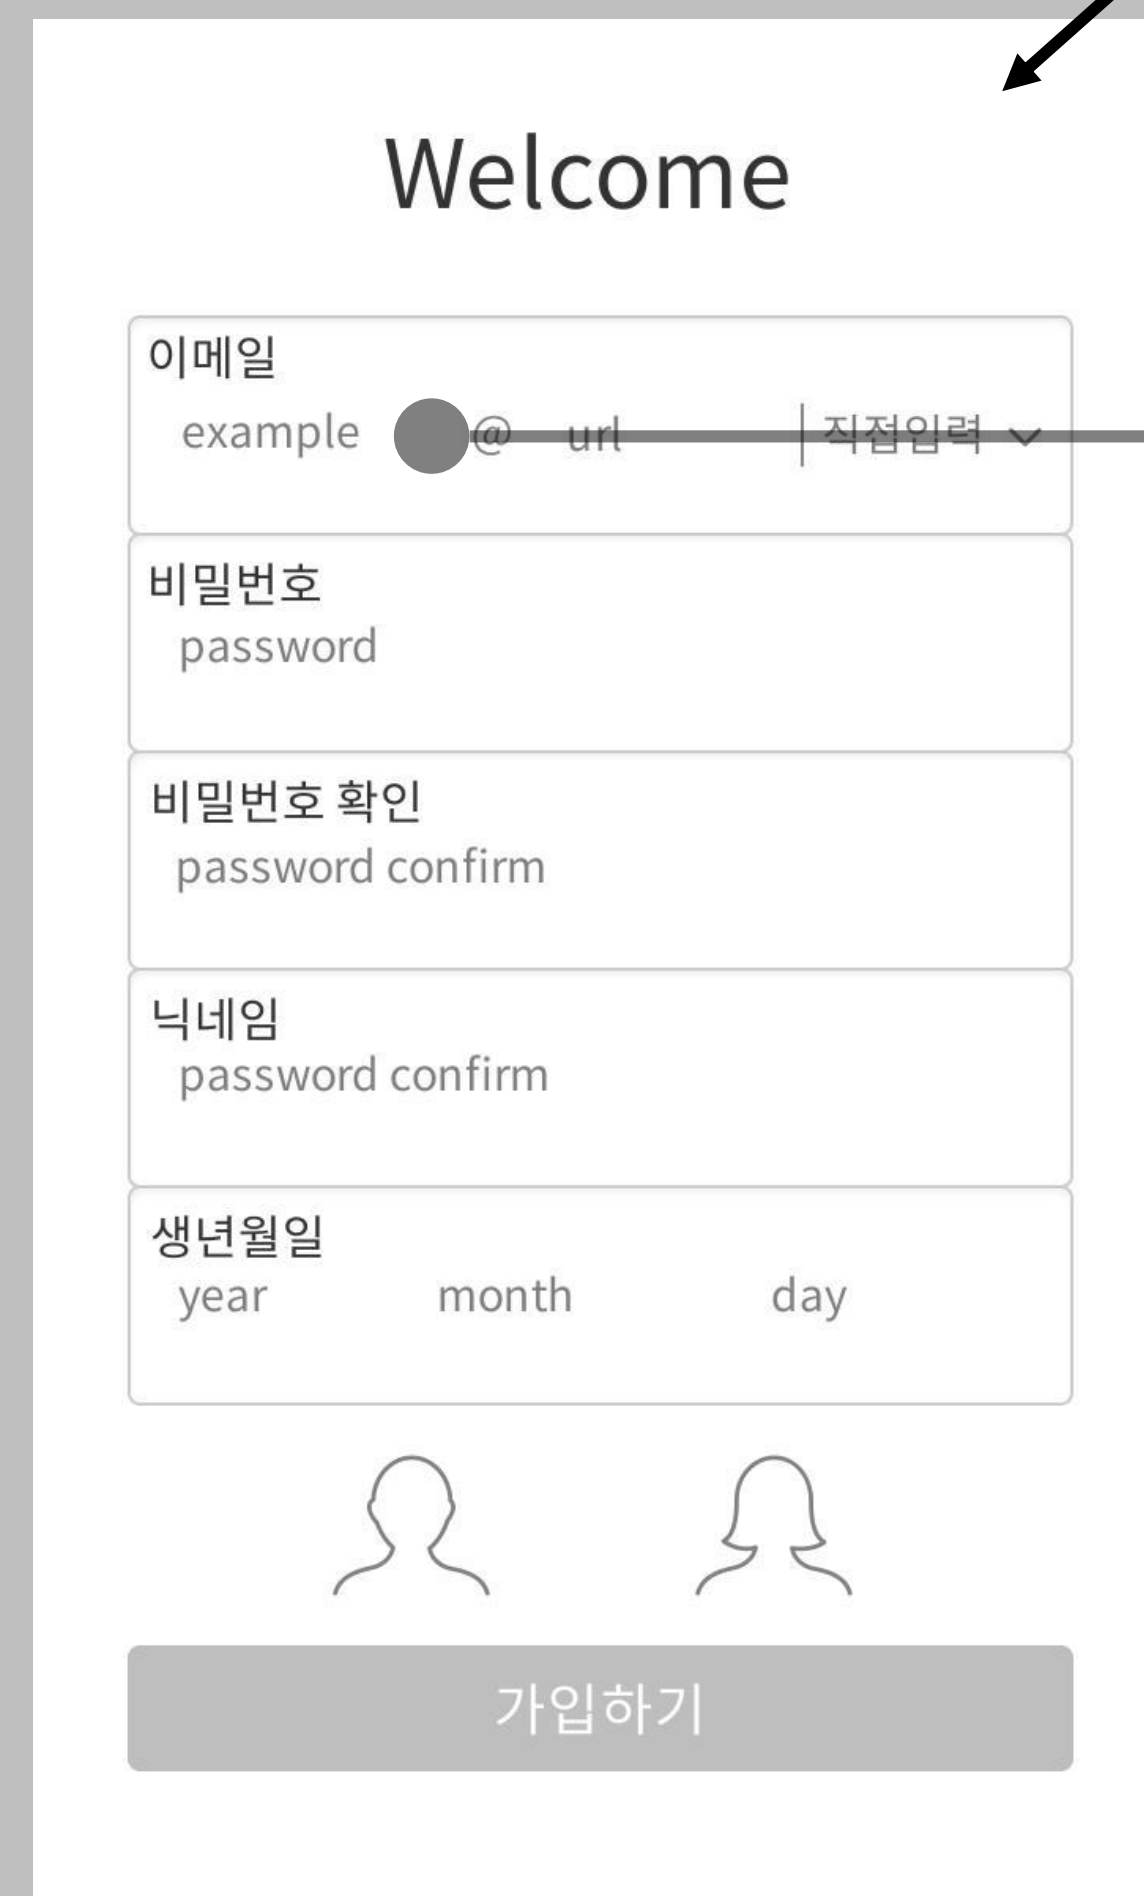 Welcome
이메일
example @ url 직접입력
비밀번호
password
비밀번호 확인
password confirm
닉네임
password confirm
생년월일
year month day
가입하기